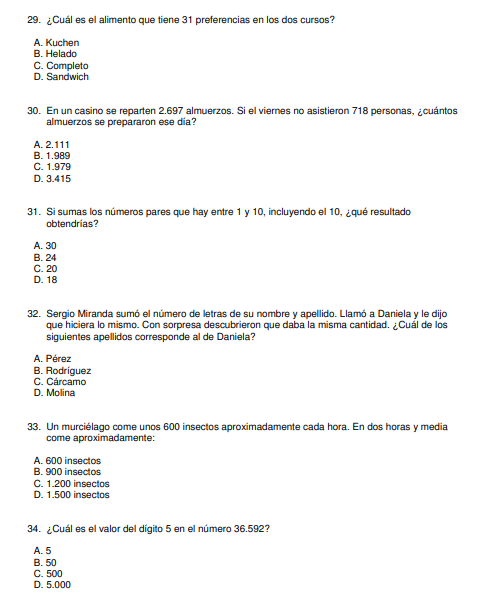 29. ¿Cuál es el alimento que tiene 31 preferencias en los dos cursos?
A. Kuchen
B. Helado
C. Completo
D. Sandwich
30. En un casino se reparten 2.697 almuerzos. Si el viernes no asistieron 718 personas, ¿cuántos
almuerzos se prepararon ese día?
A. 2.111
B. 1.989
C. 1.979
D. 3.415
31. Si sumas los números pares que hay entre 1 y 10, incluyendo el 10, ¿qué resultado
obtendrías?
A. 30
B. 24
C. 20
D. 18
32. Sergio Miranda sumó el número de letras de su nombre y apellido. Llamó a Daniela y le dijo
que hiciera lo mismo. Con sorpresa descubrieron que daba la misma cantidad. ¿Cuál de los
siguientes apellidos corresponde al de Daniela?
A. Pérez
B. Rodríguez
C. Cárcamo
D. Molina
33. Un murciélago come unos 600 insectos aproximadamente cada hora. En dos horas y media
come aproximadamente:
A. 600 insectos
B. 900 insectos
C. 1.200 insectos
D. 1.500 insectos
34. ¿Cuál es el valor del dígito 5 en el número 36.592?
A. 5
B. 50
C. 500
D. 5.000